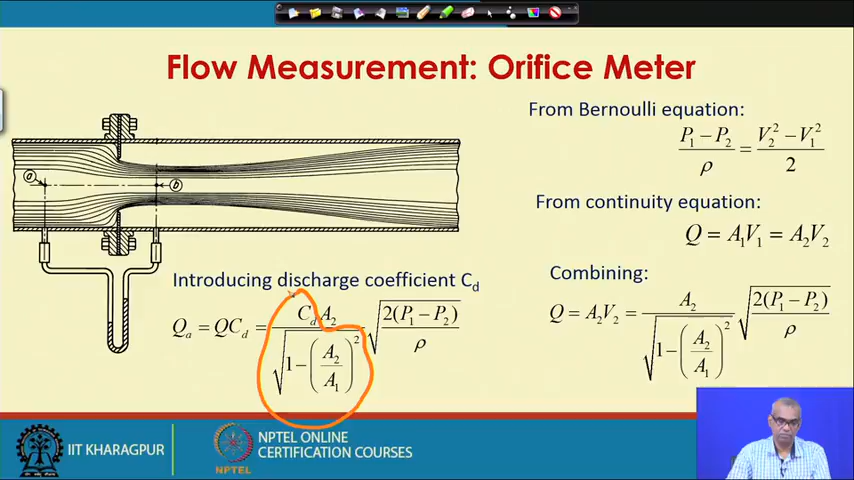 Flow Measurement: Orifice Meter
From Bernoulli equation:
(P₁ − P₂)/ρ = (V₂² − V₁²)/2
From continuity equation:
Q = A₁V₁ = A₂V₂
Combining:
Q = A₂V₂ = A₂/√(1−(A₂/A₁)²) √(2(P₁ − P₂)/ρ)
a
b
Introducing discharge coefficient C_d
Qₐ = QC_d = C_dA₂/√(1−(A₂/A₁)²) √(2(P₁ − P₂)/ρ)
IIT KHARAGPUR
NPTEL
NPTEL ONLINE
CERTIFICATION COURSES